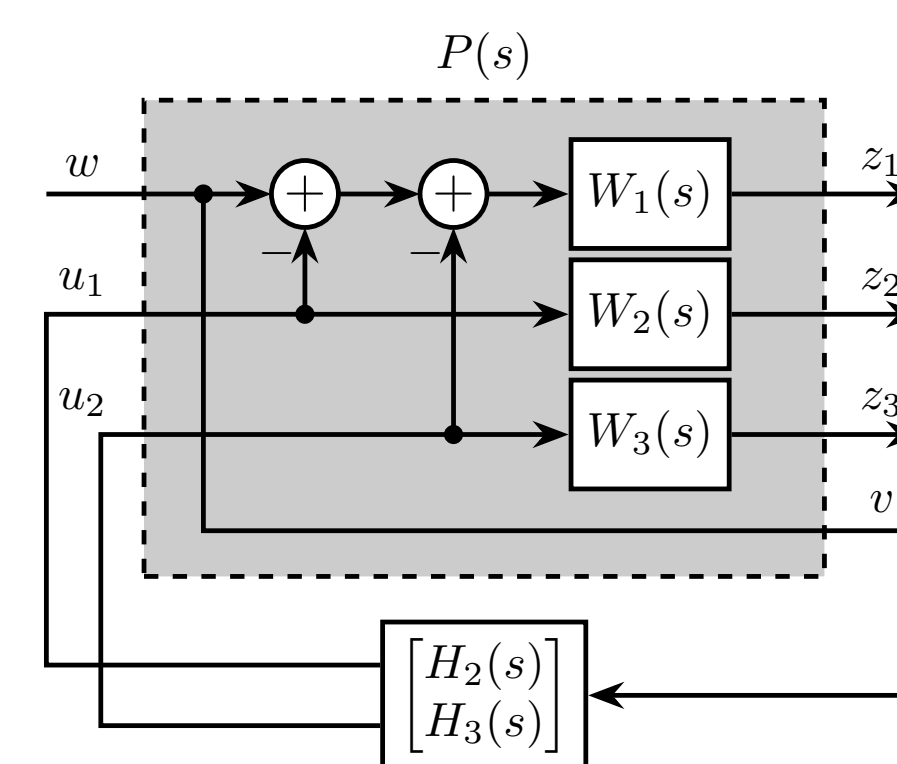 P(s)
w + − + − W₁(s) z₁
u₁ W₂(s) z₂
u₂ W₃(s) z₃
v
[H₂(s)
H₃(s)]